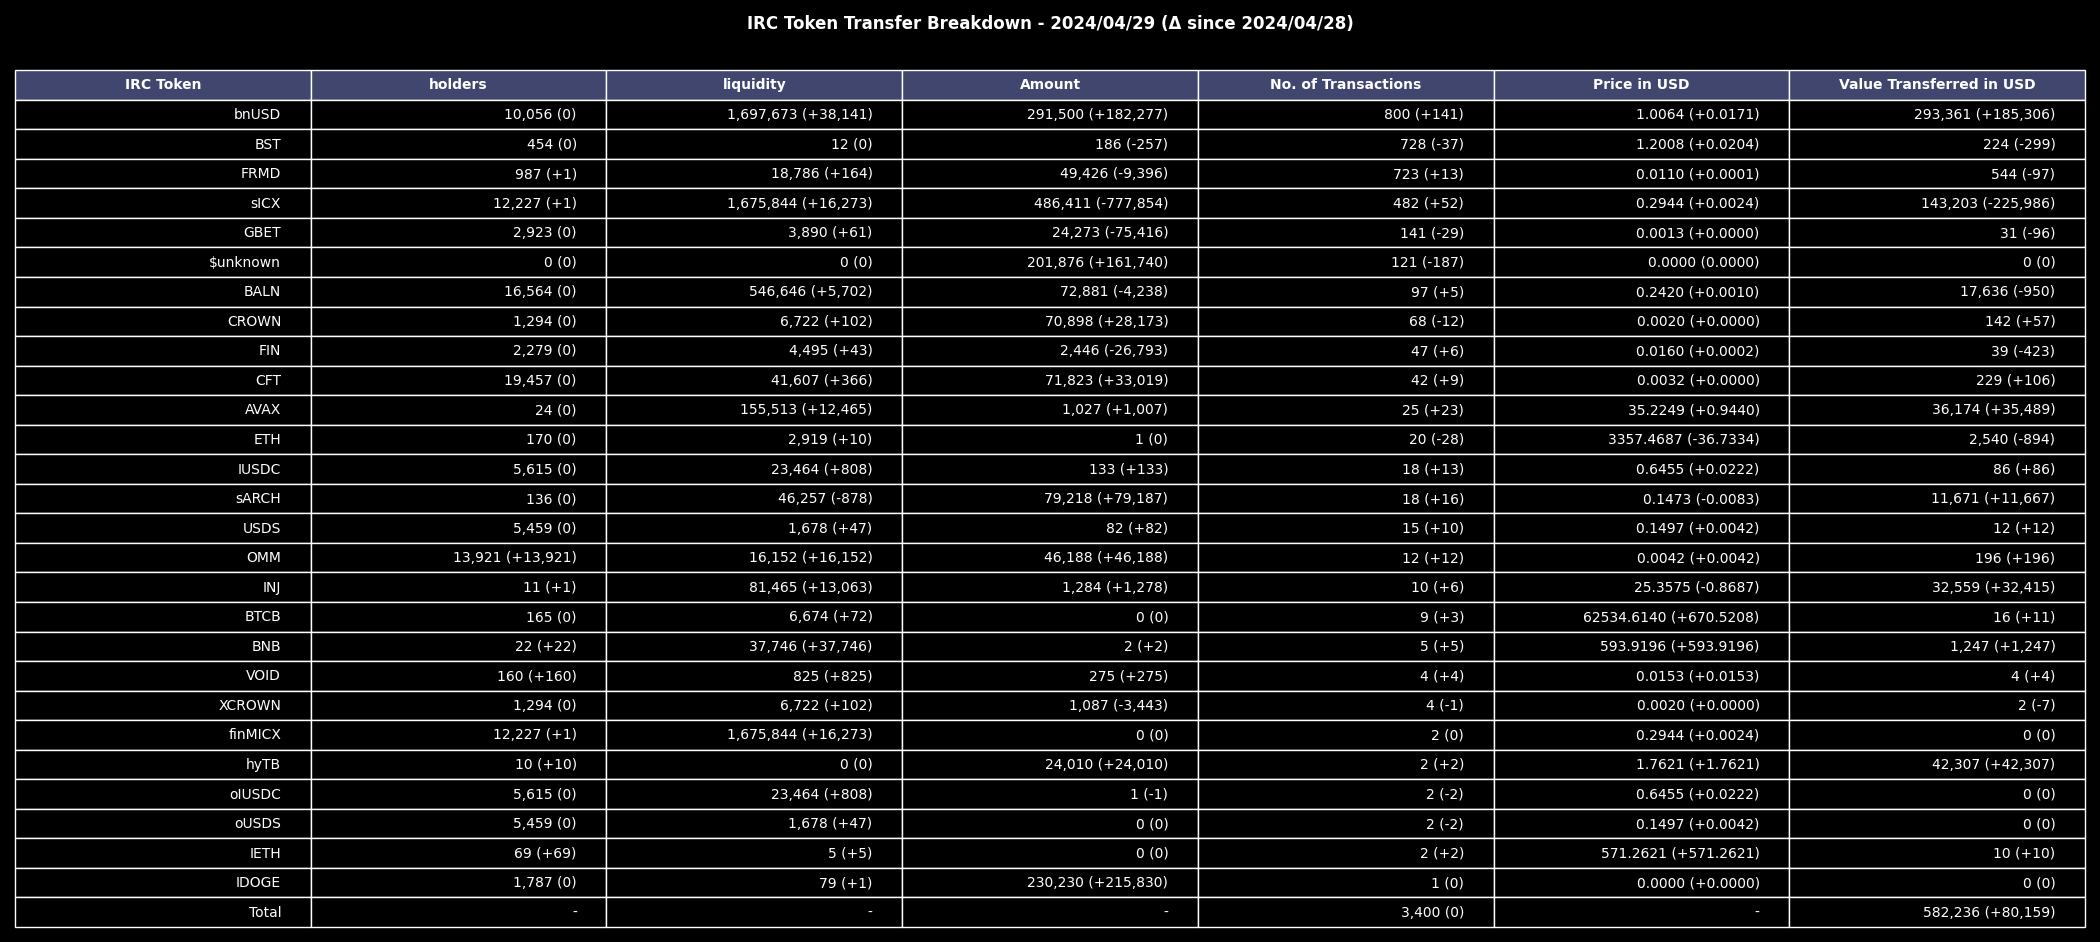 IRC Token Transfer Breakdown - 2024/04/29 (Δ since 2024/04/28)
IRC Token holders liquidity Amount No. of Transactions Price in USD Value Transferred in USD
bnUSD 10,056 (0) 1,697,673 (+38,141) 291,500 (+182,277) 800 (+141) 1.0064 (+0.0171) 293,361 (+185,306)
BST 454 (0) 12 (0) 186 (-257) 728 (-37) 1.2008 (+0.0204) 224 (-299)
FRMD 987 (+1) 18,786 (+164) 49,426 (-9,396) 723 (+13) 0.0110 (+0.0001) 544 (-97)
sICX 12,227 (+1) 1,675,844 (+16,273) 486,411 (-777,854) 482 (+52) 0.2944 (+0.0024) 143,203 (-225,986)
GBET 2,923 (0) 3,890 (+61) 24,273 (-75,416) 141 (-29) 0.0013 (+0.0000) 31 (-96)
$unknown 0 (0) 0 (0) 201,876 (+161,740) 121 (-187) 0.0000 (0.0000) 0 (0)
BALN 16,564 (0) 546,646 (+5,702) 72,881 (-4,238) 97 (+5) 0.2420 (+0.0010) 17,636 (-950)
CROWN 1,294 (0) 6,722 (+102) 70,898 (+28,173) 68 (-12) 0.0020 (+0.0000) 142 (+57)
FIN 2,279 (0) 4,495 (+43) 2,446 (-26,793) 47 (+6) 0.0160 (+0.0002) 39 (-423)
CFT 19,457 (0) 41,607 (+366) 71,823 (+33,019) 42 (+9) 0.0032 (+0.0000) 229 (+106)
AVAX 24 (0) 155,513 (+12,465) 1,027 (+1,007) 25 (+23) 35.2249 (+0.9440) 36,174 (+35,489)
ETH 170 (0) 2,919 (+10) 1 (0) 20 (-28) 3357.4687 (-36.7334) 2,540 (-894)
IUSDC 5,615 (0) 23,464 (+808) 133 (+133) 18 (+13) 0.6455 (+0.0222) 86 (+86)
sARCH 136 (0) 46,257 (-878) 79,218 (+79,187) 18 (+16) 0.1473 (-0.0083) 11,671 (+11,667)
USDS 5,459 (0) 1,678 (+47) 82 (+82) 15 (+10) 0.1497 (+0.0042) 12 (+12)
OMM 13,921 (+13,921) 16,152 (+16,152) 46,188 (+46,188) 12 (+12) 0.0042 (+0.0042) 196 (+196)
INJ 11 (+1) 81,465 (+13,063) 1,284 (+1,278) 10 (+6) 25.3575 (-0.8687) 32,559 (+32,415)
BTCB 165 (0) 6,674 (+72) 0 (0) 9 (+3) 62534.6140 (+670.5208) 16 (+11)
BNB 22 (+22) 37,746 (+37,746) 2 (+2) 5 (+5) 593.9196 (+593.9196) 1,247 (+1,247)
VOID 160 (+160) 825 (+825) 275 (+275) 4 (+4) 0.0153 (+0.0153) 4 (+4)
XCROWN 1,294 (0) 6,722 (+102) 1,087 (-3,443) 4 (-1) 0.0020 (+0.0000) 2 (-7)
finMICX 12,227 (+1) 1,675,844 (+16,273) 0 (0) 2 (0) 0.2944 (+0.0024) 0 (0)
hyTB 10 (+10) 0 (0) 24,010 (+24,010) 2 (+2) 1.7621 (+1.7621) 42,307 (+42,307)
oIUSDC 5,615 (0) 23,464 (+808) 1 (-1) 2 (-2) 0.6455 (+0.0222) 0 (0)
oUSDS 5,459 (0) 1,678 (+47) 0 (0) 2 (-2) 0.1497 (+0.0042) 0 (0)
IETH 69 (+69) 5 (+5) 0 (0) 2 (+2) 571.2621 (+571.2621) 10 (+10)
IDOGE 1,787 (0) 79 (+1) 230,230 (+215,830) 1 (0) 0.0000 (+0.0000) 0 (0)
Total - - - 3,400 (0) - 582,236 (+80,159)